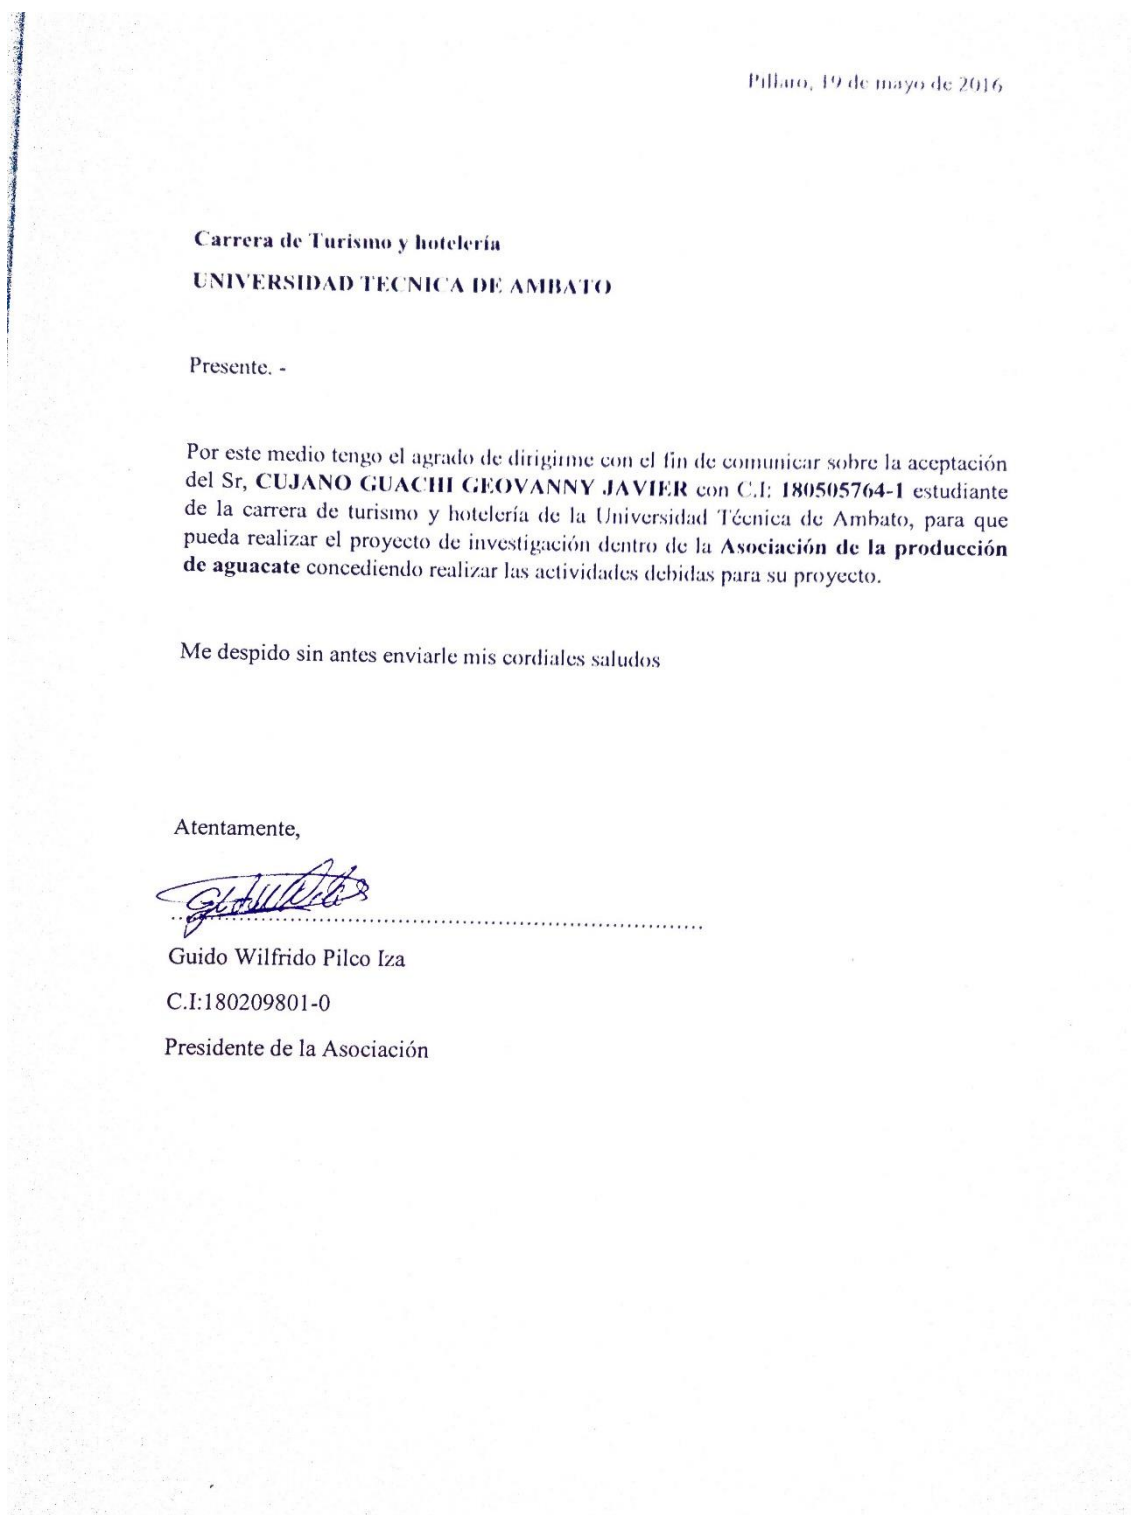 Pillaro, 19 de mayo de 2016
Carrera de Turismo y hotelería
UNIVERSIDAD TECNICA DE AMBATO
Presente. -
Por este medio tengo el agrado de dirigirme con el fin de comunicar sobre la aceptación
del Sr, CUJANO GUACHI GEOVANNY JAVIER con C.I: 180505764-1 estudiante
de la carrera de turismo y hotelería de la Universidad Técnica de Ambato, para que
pueda realizar el proyecto de investigación dentro de la Asociación de la producción
de aguacate concediendo realizar las actividades debidas para su proyecto.
Me despido sin antes enviarle mis cordiales saludos
Atentamente,
Guido Wilfrido Pilco Iza
C.I:180209801-0
Presidente de la Asociación